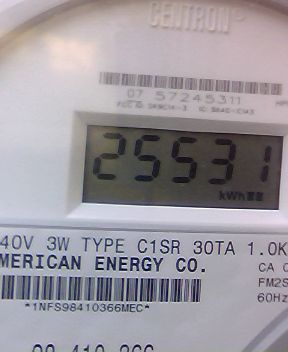 CENTRON
07 57245311
25531
kWh
40V 3W TYPE C1SR 30TA 1.0K
MERICAN ENERGY CO.
CA 0
FM2S
60Hz
*1NFS98410366MEC*